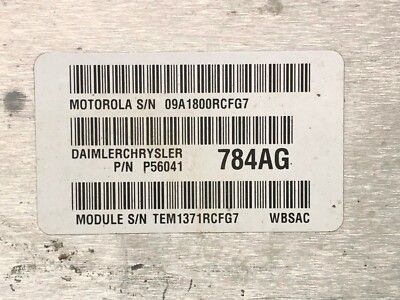 MOTOROLA S/N 09A1800RCFG7
DAIMLERCHRYSLER 784AG
P/N P56041
MODULE S/N TEM1371RCFG7 WBSAC